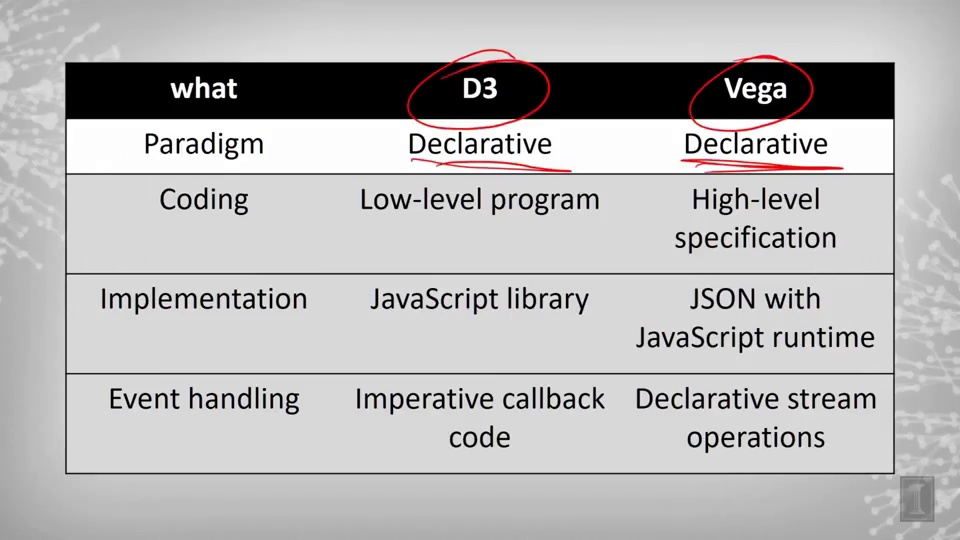 what D3 Vega
Paradigm Declarative Declarative
Coding Low-level program High-level
specification
Implementation JavaScript library JSON with
JavaScript runtime
Event handling Imperative callback Declarative stream
code operations